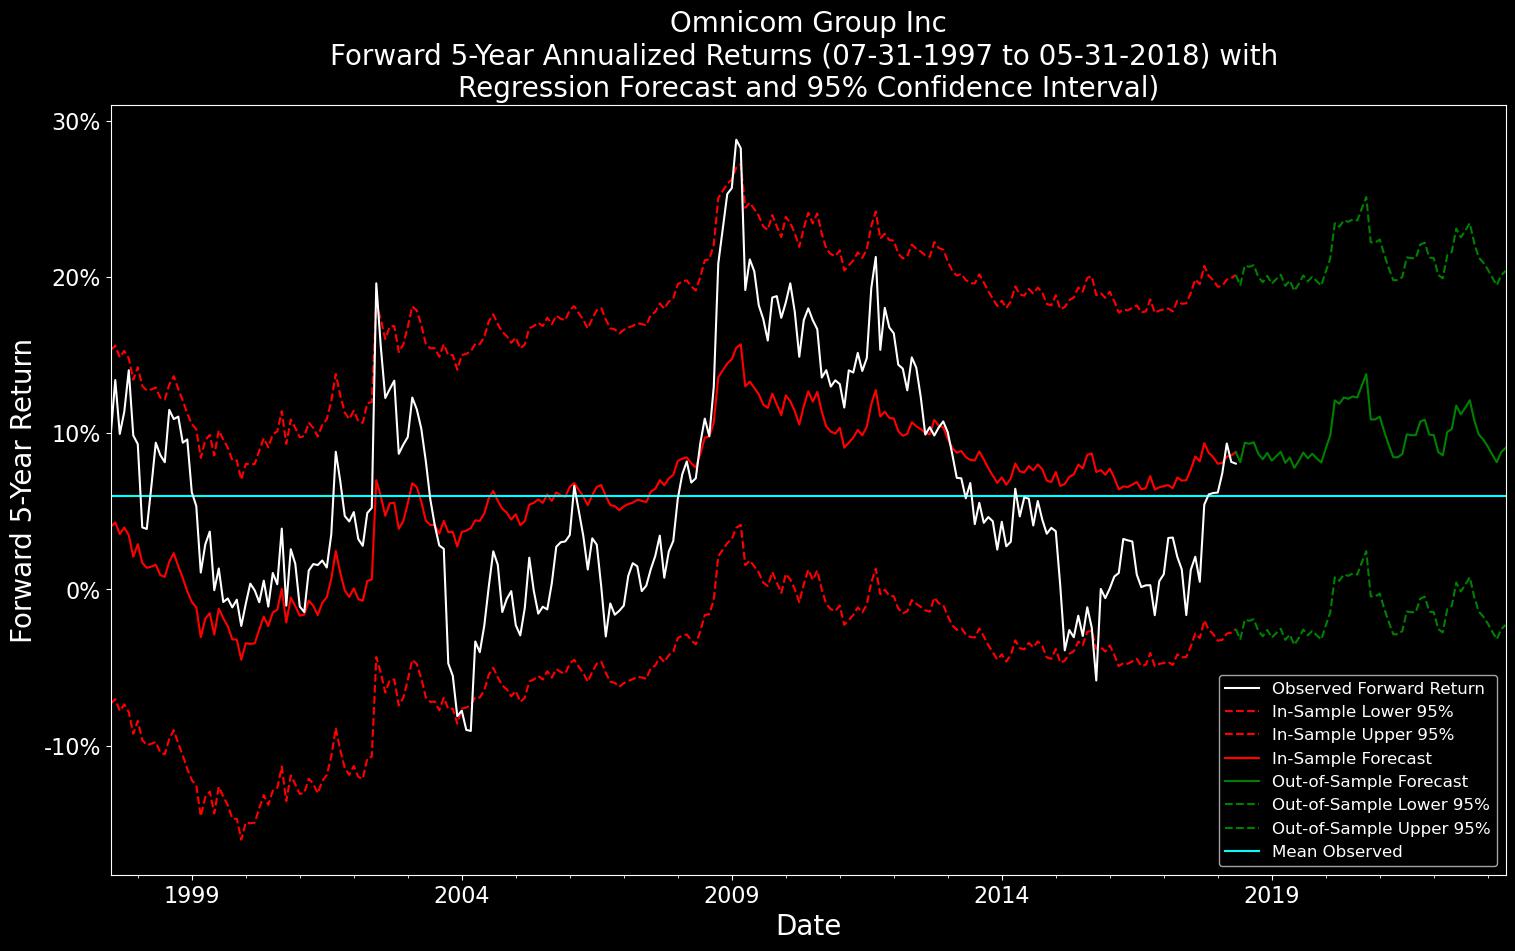 Omnicom Group Inc
Forward 5-Year Annualized Returns (07-31-1997 to 05-31-2018) with
Regression Forecast and 95% Confidence Interval)
Forward 5-Year Return
30%
20%
10%
0%
-10%
1999
2004
2009
2014
2019
Date
Observed Forward Return
In-Sample Lower 95%
In-Sample Upper 95%
In-Sample Forecast
Out-of-Sample Forecast
Out-of-Sample Lower 95%
Out-of-Sample Upper 95%
Mean Observed